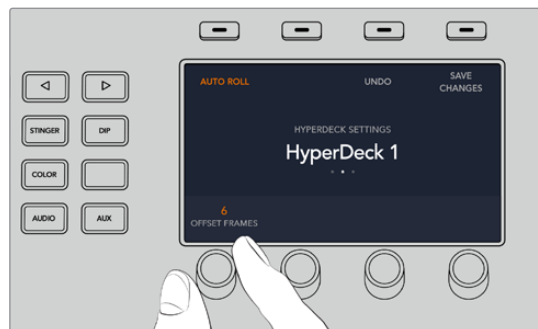 AUTO ROLL
UNDO
SAVE
CHANGES
HYPERDECK SETTINGS
HyperDeck 1
6
OFFSET FRAMES
STINGER
DIP
COLOR
AUDIO
AUX